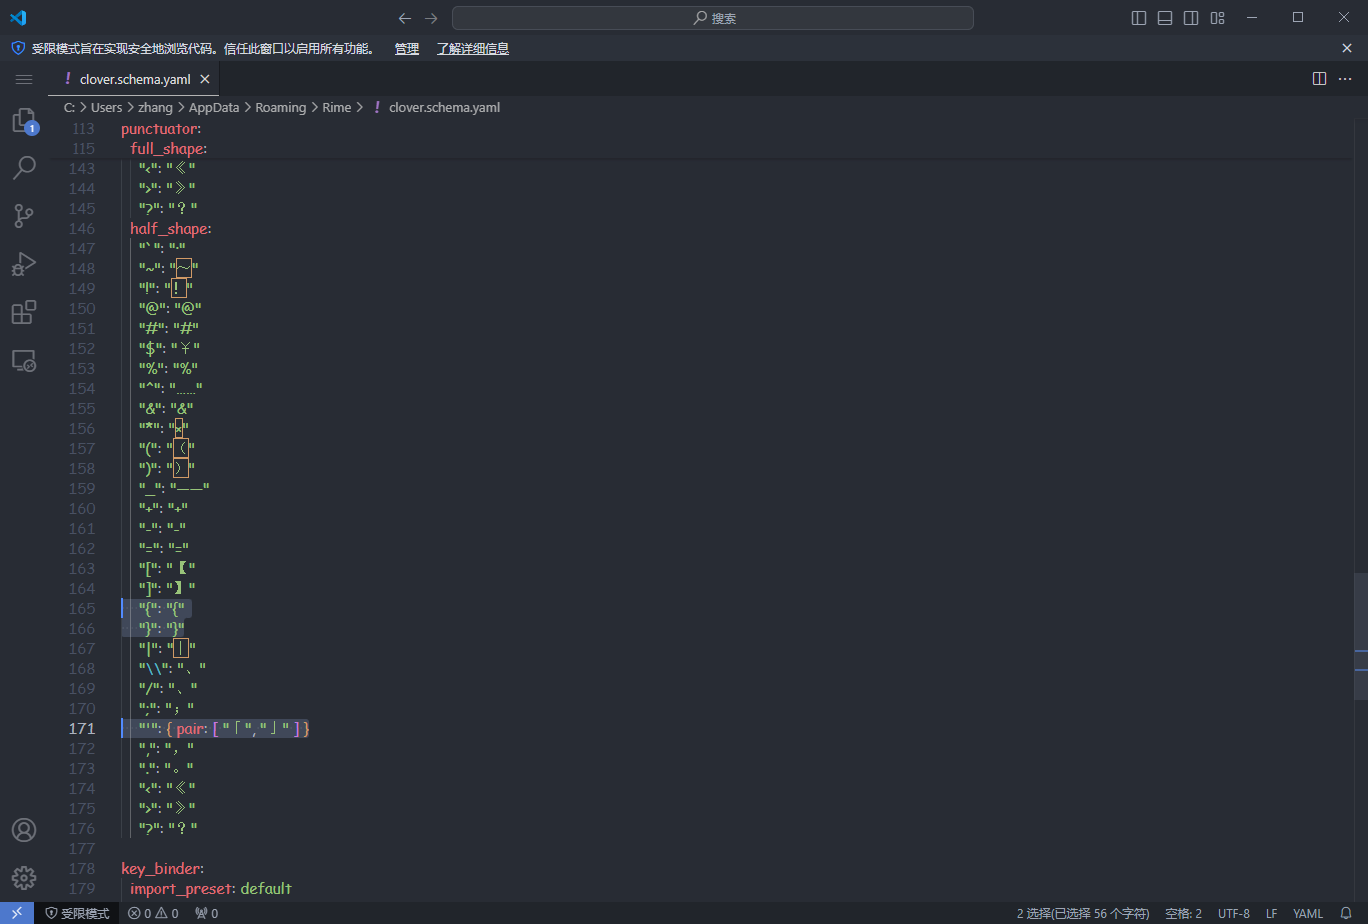 搜索
受限模式旨在实现安全地浏览代码。信任此窗口以启用所有功能。 管理 了解详细信息
! clover.schema.yaml
C: > Users > zhang > AppData > Roaming > Rime > ! clover.schema.yaml
1
113 punctuator:
115 full_shape:
143 "<": "《"
144 ">": "》"
145 "?": "？"
146 half_shape:
147 "`": "·"
148 "~": "～"
149 "!": "！"
150 "@": "@"
151 "#": "#"
152 "$": "￥"
153 "%": "%"
154 "^": "……"
155 "&": "&"
156 "*": "×"
157 "(": "（"
158 ")": "）"
159 "_": "——"
160 "+": "+"
161 "-": "-"
162 "=": "="
163 "[": "【"
164 "]": "】"
165 "{": "{"
166 "}": "}"
167 "|": "｜"
168 "\\": "、"
169 "/": "、"
170 ";": "；"
171 "'": { pair: [ "「", "」" ] }
172 ",": "，"
173 ".": "。"
174 "<": "《"
175 ">": "》"
176 "?": "？"
177
178 key_binder:
179 import_preset: default
受限模式 0 0 0 2 选择(已选择 56 个字符) 空格: 2 UTF-8 LF YAML